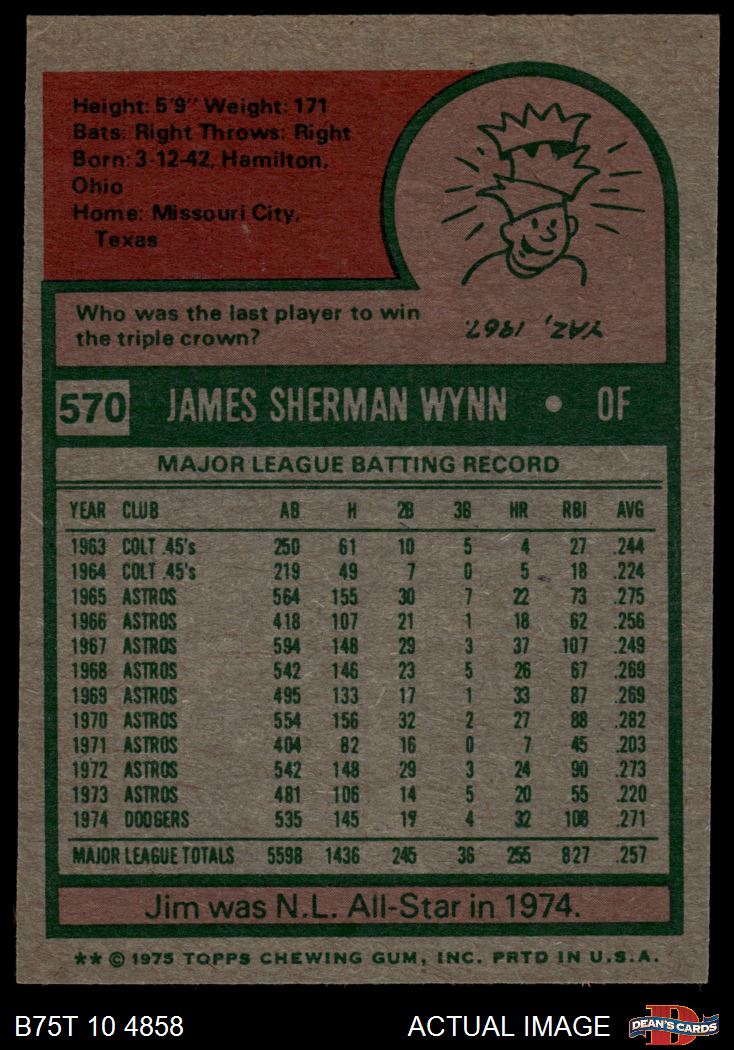 Height: 5'9" Weight: 171
Bats: Right Throws: Right
Born: 3-12-42, Hamilton,
Ohio
Home: Missouri City,
Texas
Who was the last player to win
the triple crown?
YAZ, 1967.
570 JAMES SHERMAN WYNN • OF
MAJOR LEAGUE BATTING RECORD
YEAR CLUB AB H 2B 3B HR RBI AVG
1963 COLT .45's 250 61 10 5 4 27 .244
1964 COLT .45's 219 49 7 0 5 18 .224
1965 ASTROS 564 155 30 7 22 73 .275
1966 ASTROS 418 107 21 1 18 62 .256
1967 ASTROS 594 148 29 3 37 107 .249
1968 ASTROS 542 146 23 5 26 67 .269
1969 ASTROS 495 133 17 1 33 87 .269
1970 ASTROS 554 156 32 2 27 88 .282
1971 ASTROS 404 82 16 0 7 45 .203
1972 ASTROS 542 148 29 3 24 90 .273
1973 ASTROS 481 106 14 5 20 55 .220
1974 DODGERS 535 145 17 4 32 108 .271
MAJOR LEAGUE TOTALS 5598 1436 245 36 255 827 .257
Jim was N.L. All-Star in 1974.
** © 1975 TOPPS CHEWING GUM, INC. PRTD IN U.S.A.
B75T 10 4858 ACTUAL IMAGE DEAN'S CARDS